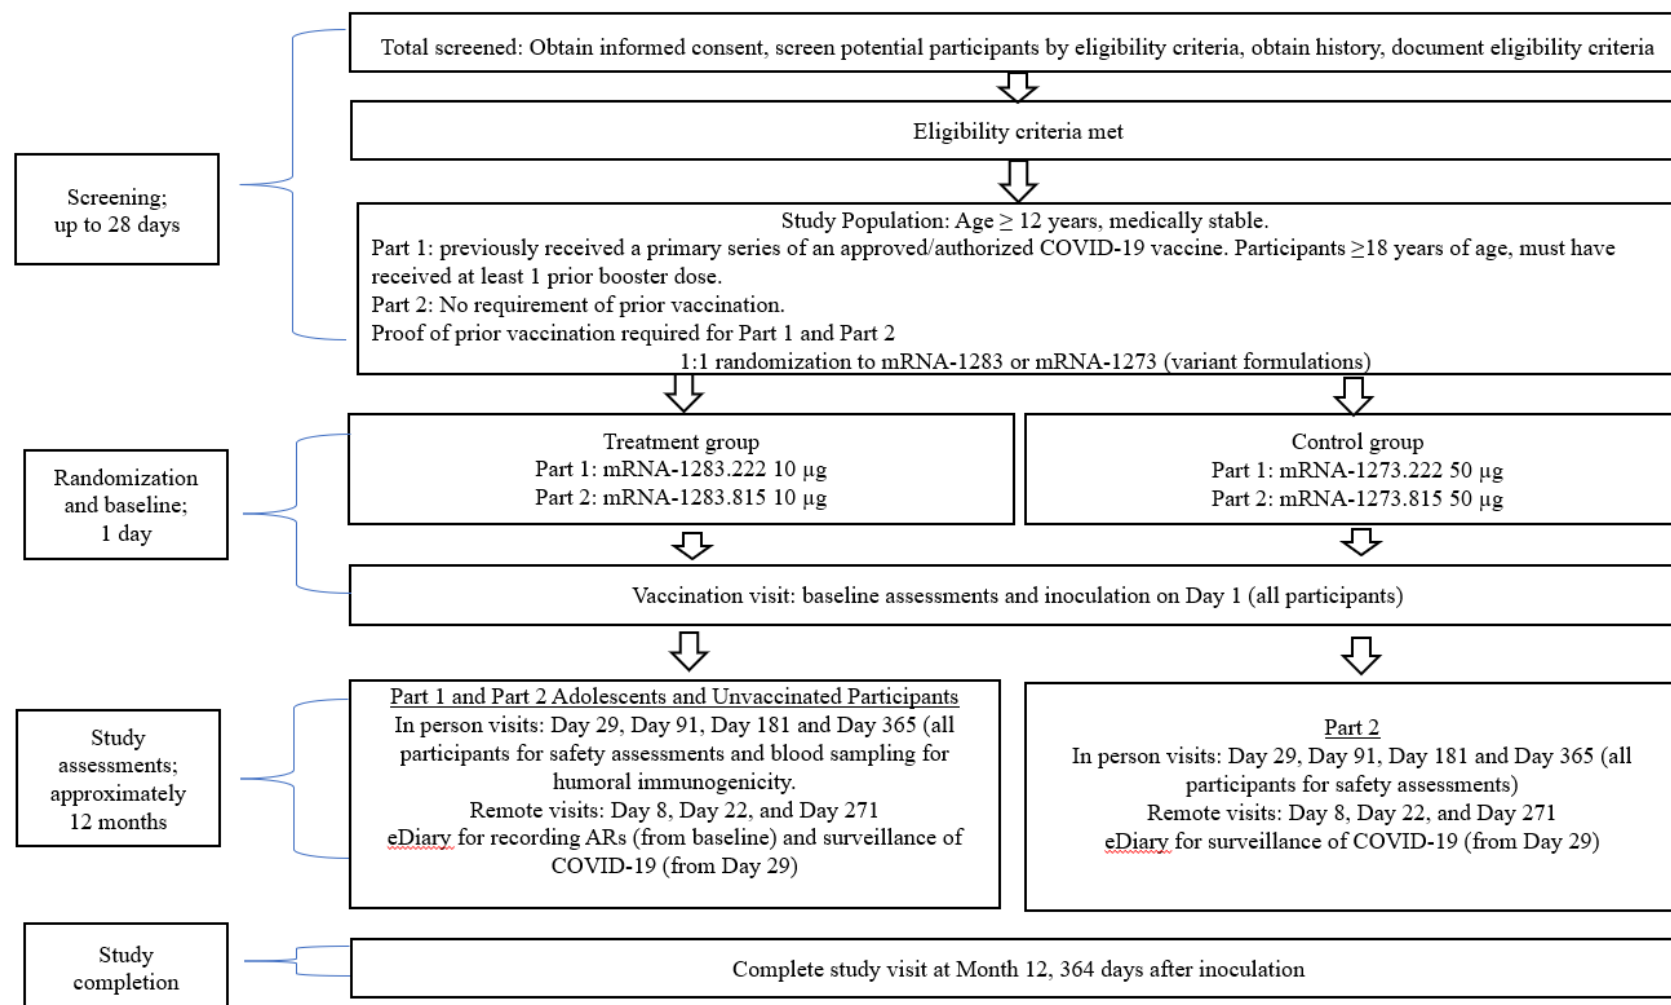 Total screened: Obtain informed consent, screen potential participants by eligibility criteria, obtain history, document eligibility criteria
Eligibility criteria met
Screening;
up to 28 days
Study Population: Age ≥ 12 years, medically stable.
Part 1: previously received a primary series of an approved/authorized COVID-19 vaccine. Participants ≥18 years of age, must have
received at least 1 prior booster dose.
Part 2: No requirement of prior vaccination.
Proof of prior vaccination required for Part 1 and Part 2
1:1 randomization to mRNA-1283 or mRNA-1273 (variant formulations)
Randomization
and baseline;
1 day
Treatment group
Part 1: mRNA-1283.222 10 µg
Part 2: mRNA-1283.815 10 µg
Control group
Part 1: mRNA-1273.222 50 µg
Part 2: mRNA-1273.815 50 µg
Vaccination visit: baseline assessments and inoculation on Day 1 (all participants)
Study
assessments;
approximately
12 months
Part 1 and Part 2 Adolescents and Unvaccinated Participants
In person visits: Day 29, Day 91, Day 181 and Day 365 (all
participants for safety assessments and blood sampling for
humoral immunogenicity.
Remote visits: Day 8, Day 22, and Day 271
eDiary for recording ARs (from baseline) and surveillance of
COVID-19 (from Day 29)
Part 2
In person visits: Day 29, Day 91, Day 181 and Day 365 (all
participants for safety assessments)
Remote visits: Day 8, Day 22, and Day 271
eDiary for surveillance of COVID-19 (from Day 29)
Study
completion
Complete study visit at Month 12, 364 days after inoculation